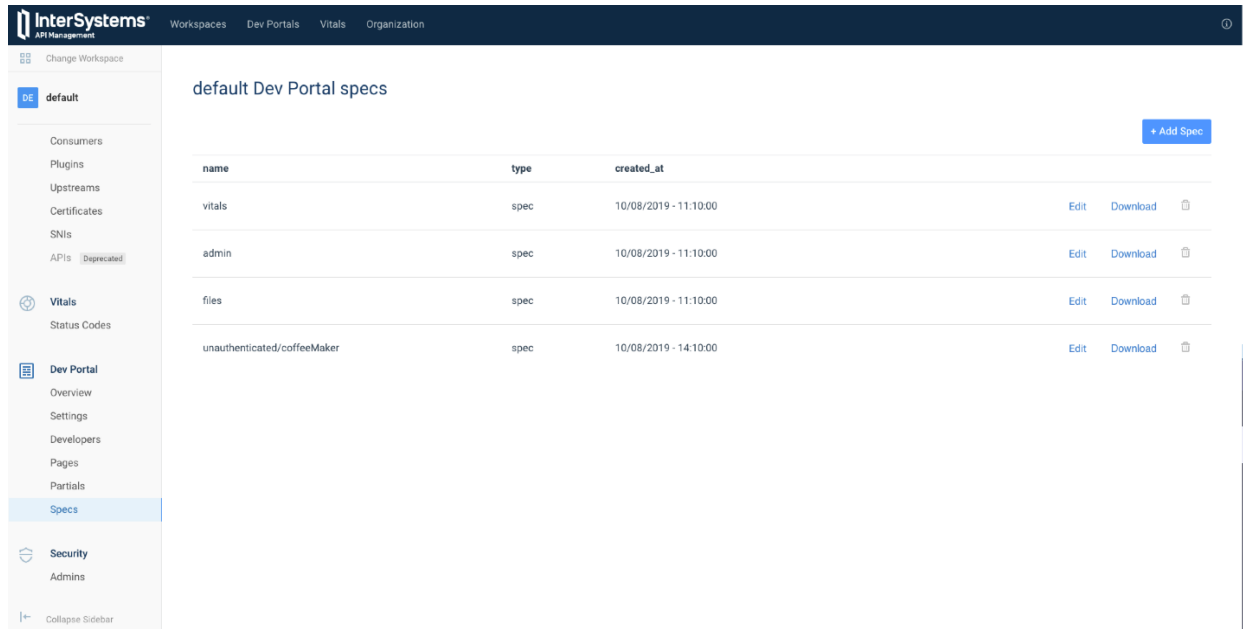 InterSystems®
API Management
Workspaces Dev Portals Vitals Organization
Change Workspace
DE default
Consumers
Plugins
Upstreams
Certificates
SNIs
APIs Deprecated
Vitals
Status Codes
Dev Portal
Overview
Settings
Developers
Pages
Partials
Specs
Security
Admins
Collapse Sidebar
default Dev Portal specs
+ Add Spec
name type created_at
vitals spec 10/08/2019 - 11:10:00 Edit Download
admin spec 10/08/2019 - 11:10:00 Edit Download
files spec 10/08/2019 - 11:10:00 Edit Download
unauthenticated/coffeeMaker spec 10/08/2019 - 14:10:00 Edit Download